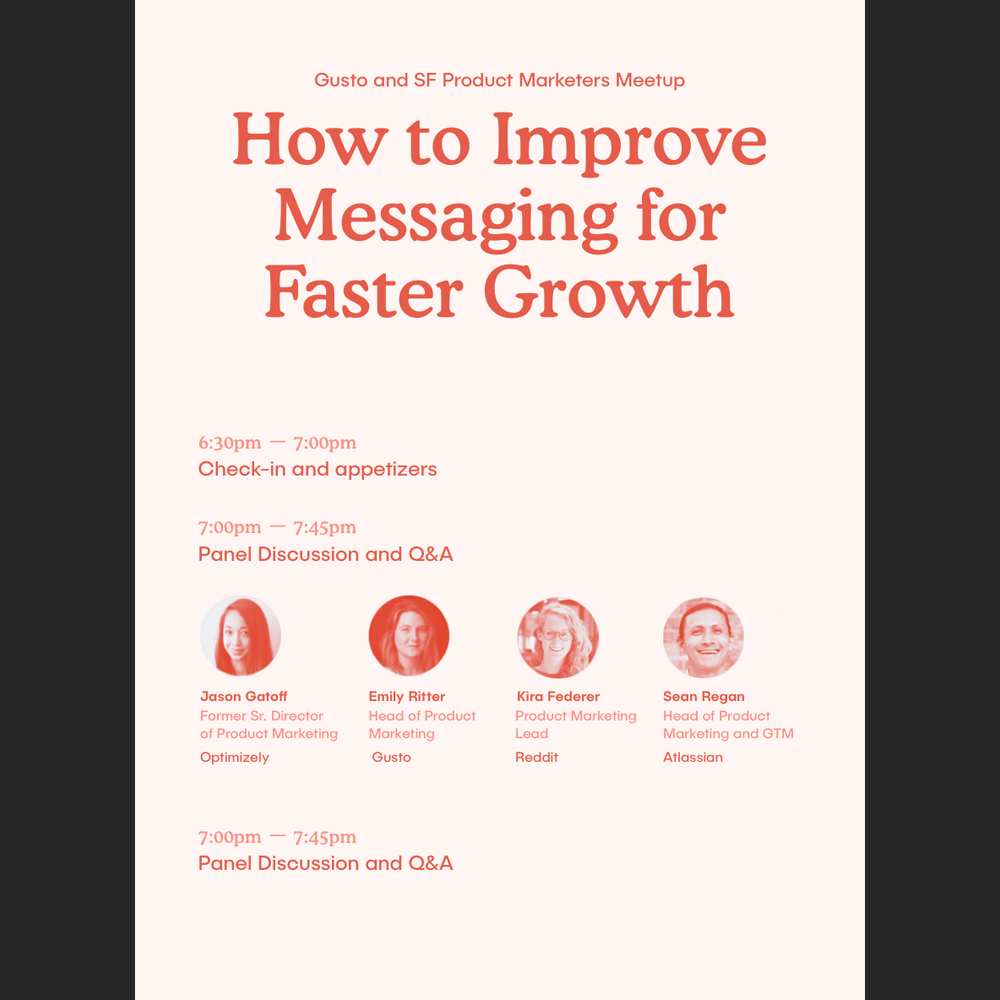 Gusto and SF Product Marketers Meetup
How to Improve
Messaging for
Faster Growth
6:30pm — 7:00pm
Check-in and appetizers
7:00pm — 7:45pm
Panel Discussion and Q&A
Jason Gatoff
Former Sr. Director
of Product Marketing
Optimizely
Emily Ritter
Head of Product
Marketing
Gusto
Kira Federer
Product Marketing
Lead
Reddit
Sean Regan
Head of Product
Marketing and GTM
Atlassian
7:00pm — 7:45pm
Panel Discussion and Q&A